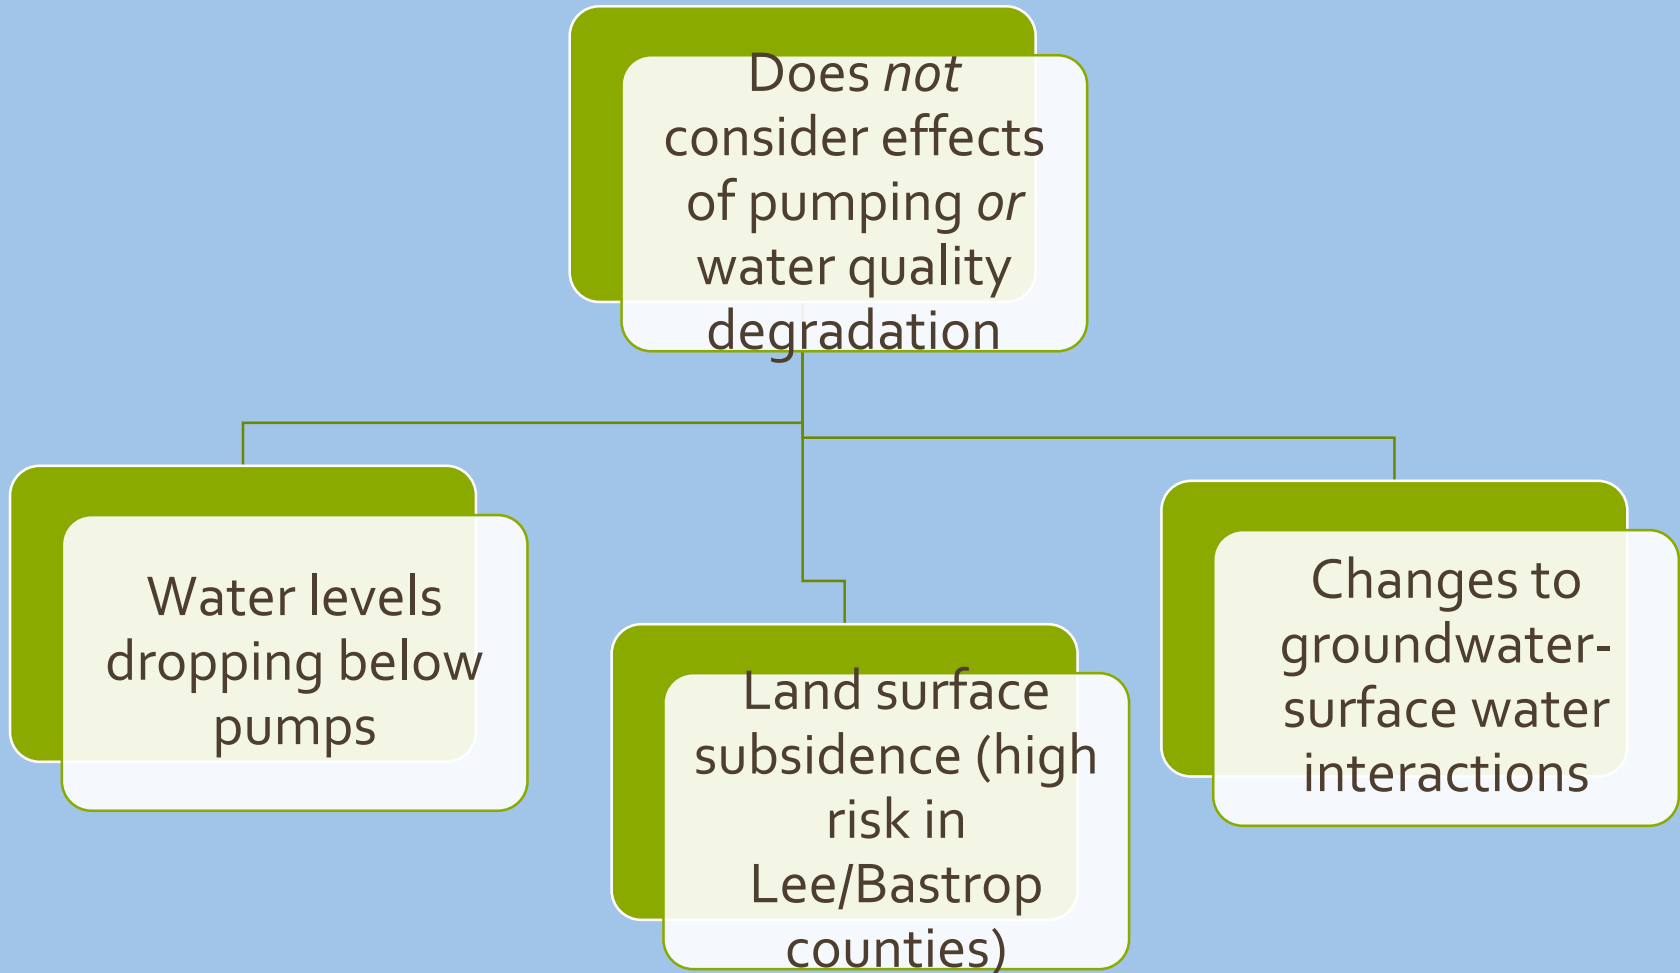 Does not
consider effects
of pumping or
water quality
degradation
Water levels
dropping below
pumps
Land surface
subsidence (high
risk in
Lee/Bastrop
counties)
Changes to
groundwater-
surface water
interactions